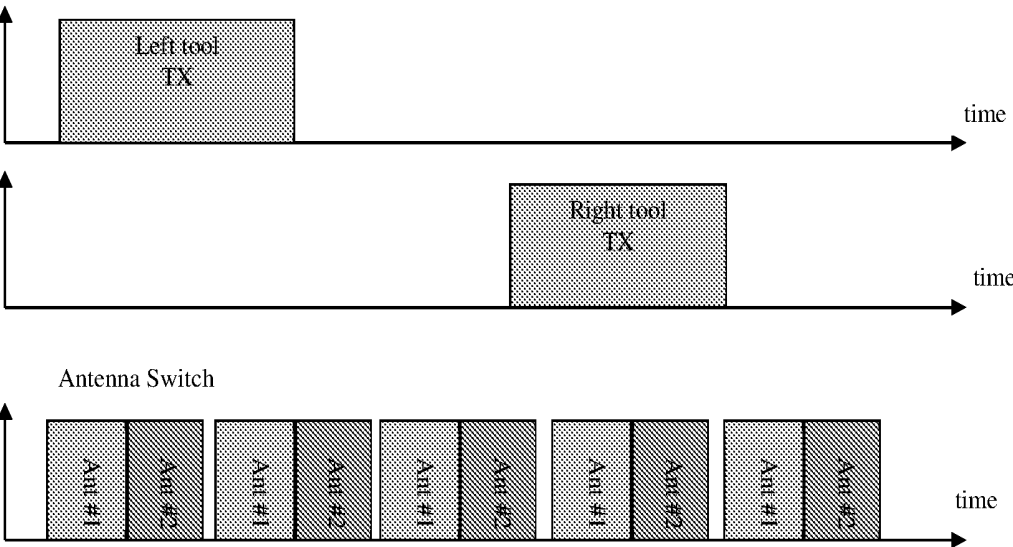 Left tool
TX
time
Right tool
TX
time
Antenna Switch
Ant #1
Ant #2
Ant #1
Ant #2
Ant #1
Ant #2
Ant #1
Ant #2
Ant #1
Ant #2
time